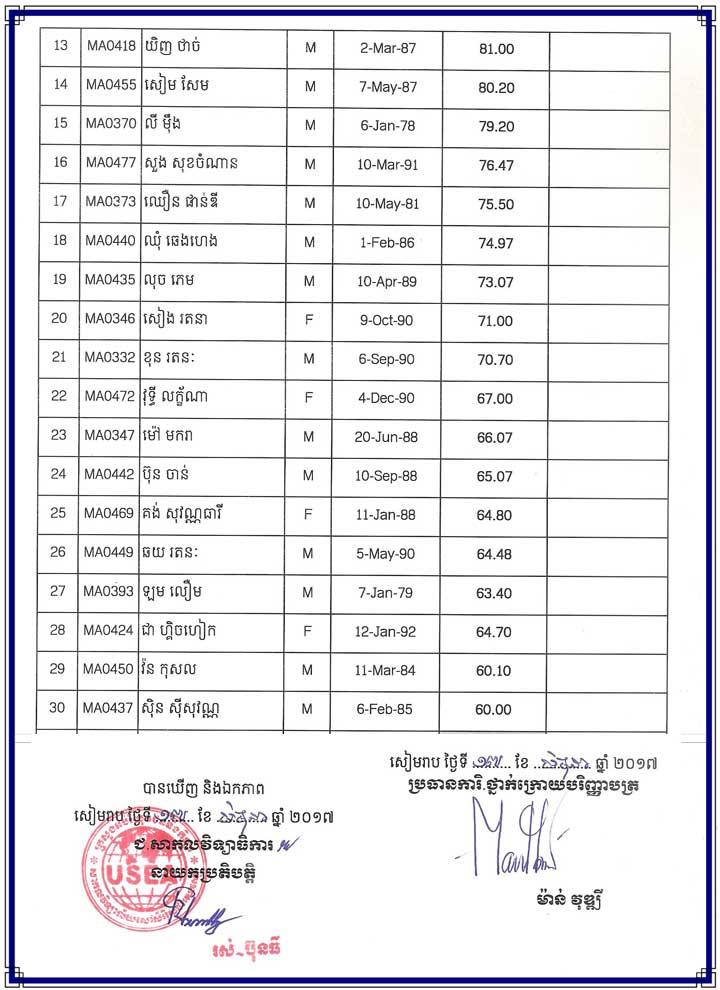 13 MA0418 យិញ ថាច់ M 2-Mar-87 81.00
14 MA0455 សៀម សែម M 7-May-87 80.20
15 MA0370 លី ម៉ឹង M 6-Jan-78 79.20
16 MA0477 សួង សុខចំណាន M 10-Mar-91 76.47
17 MA0373 ឈឿន ផាន់ឌី M 10-May-81 75.50
18 MA0440 ឈុំ ឆេងហេង M 1-Feb-86 74.97
19 MA0435 លុច ភេម M 10-Apr-89 73.07
20 MA0346 សៀង រតនា F 9-Oct-90 71.00
21 MA0332 ខុន រតនៈ M 6-Sep-90 70.70
22 MA0472 វុទ្ធី លក្ខ័ណា F 4-Dec-90 67.00
23 MA0347 ម៉ៅ មករា M 20-Jun-88 66.07
24 MA0442 ប៊ុន ចាន់ M 10-Sep-88 65.07
25 MA0469 គង់ សុវណ្ណធារី F 11-Jan-88 64.80
26 MA0449 ឆយ រតនៈ M 5-May-90 64.48
27 MA0393 ឡម លឿម M 7-Jan-79 63.40
28 MA0424 ជា ហ្គិចហៀក F 12-Jan-92 64.70
29 MA0450 វ៉ន កុសល M 11-Mar-84 60.10
30 MA0437 ស៊ិន ស៊ីសុវណ្ណ M 6-Feb-85 60.00
សៀមរាប ថ្ងៃទី ខែ ឆ្នាំ ២០១៧
ប្រធានការិ.ថ្នាក់ក្រោយបរិញ្ញាបត្រ
ម៉ាន់ វុឌ្ឍី
បានឃើញ និងឯកភាព
សៀមរាប ថ្ងៃទី ខែ ឆ្នាំ ២០១៧
ជ.សាកលវិទ្យាធិការ
នាយកប្រតិបត្តិ
USEA
រស់ ប៊ុនធី